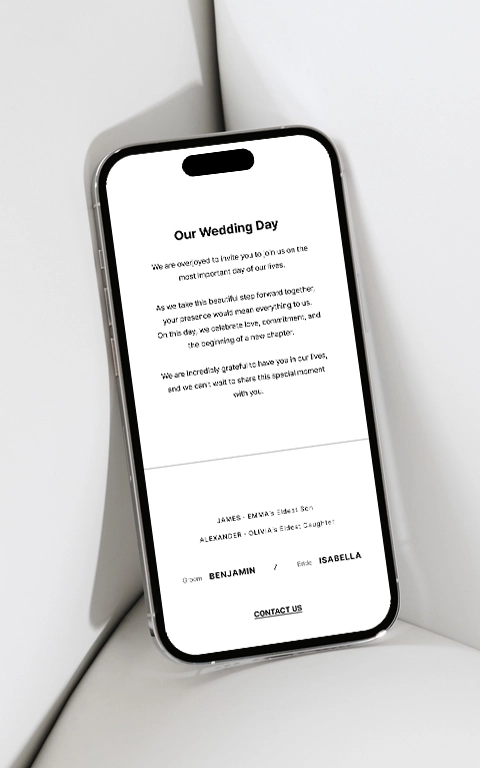 Our Wedding Day
We are overjoyed to invite you to join us on the
most important day of our lives.
As we take this beautiful step forward together,
your presence would mean everything to us.
On this day, we celebrate love, commitment, and
the beginning of a new chapter.
We are incredibly grateful to have you in our lives,
and we can't wait to share this special moment
with you.
JAMES · EMMA's Eldest Son
ALEXANDER · OLIVIA's Eldest Daughter
Groom BENJAMIN / Bride ISABELLA
CONTACT US